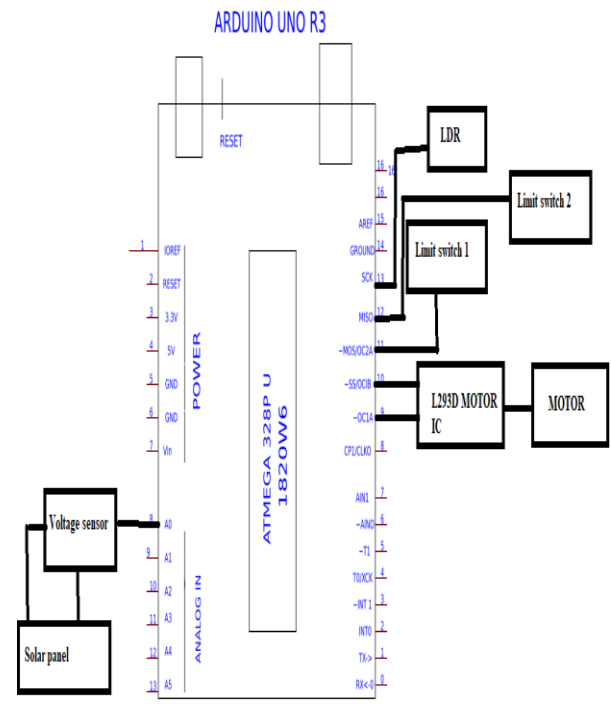 ARDUINO UNO R3
RESET
LDR
16
16
16
Limit switch 2
AREF 15
1 IOREF
GROUND 14
Limit switch 1
2 RESET
SCK 13
3 3.3V
MISO 12
4 5V
~MOS/OC2A 11
5 GND
~SS/OCIB 10
6 GND
~OC1A 9
L293D MOTOR
IC
MOTOR
7 Vin
CP1/CLKO 8
POWER
ATMEGA 328P U
1820W6
AIN1 7
Voltage sensor
8 A0
~AIN0 6
9 A1
~T1 5
10 A2
T0/XCK 4
11 A3
~INT 1 3
ANALOG IN
INT0 2
Solar panel
12 A4
TX-> 1
13 A5
RX<-0 0